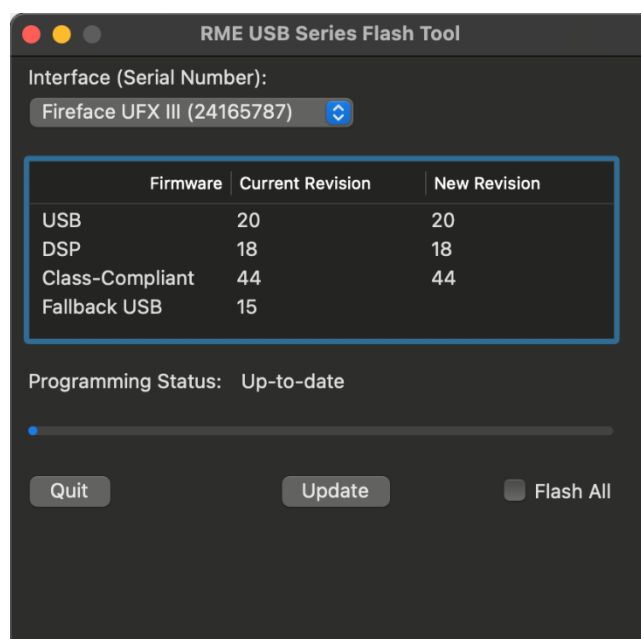 RME USB Series Flash Tool
Interface (Serial Number):
Fireface UFX III (24165787)
Firmware Current Revision New Revision
USB 20 20
DSP 18 18
Class-Compliant 44 44
Fallback USB 15
Programming Status: Up-to-date
Quit Update Flash All